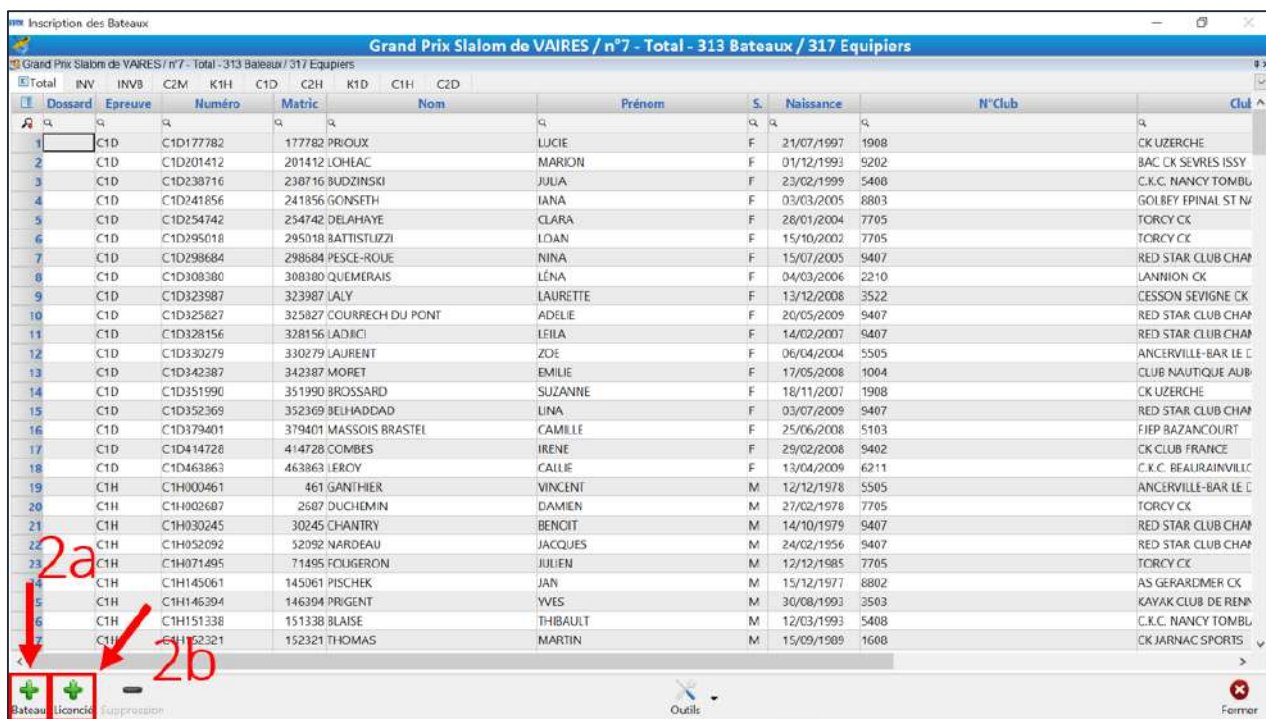 Inscription des Bateaux
Grand Prix Slalom de VAIRES / n°7 - Total - 313 Bateaux / 317 Equipiers
Grand Prix Slalom de VAIRES / n°7 - Total - 313 Bateaux / 317 Equipiers
Total INV INVB C2M K1H C1D C2H K1D C1H C2D
Dossard Epreuve Numéro Matric Nom Prénom S. Naissance N°Club Club
1 C1D C1D177782 177782 PRIOUX LUCIE F 21/07/1997 1908 CK UZERCHE
2 C1D C1D201412 201412 LOHEAC MARION F 01/12/1993 9202 BAC CK SEVRES ISSY
3 C1D C1D238716 238716 BUDZINSKI JULIA F 23/02/1999 5408 C.K.C. NANCY TOMBL
4 C1D C1D241856 241856 GONSETH IANA F 03/03/2005 8803 GOLBEY EPINAL ST NA
5 C1D C1D254742 254742 DELAHAYE CLARA F 28/01/2004 7705 TORCY CK
6 C1D C1D295018 295018 BATTISTUZZI LOAN F 15/10/2002 7705 TORCY CK
7 C1D C1D298684 298684 PESCE-ROUE NINA F 15/07/2005 9407 RED STAR CLUB CHAM
8 C1D C1D308380 308380 QUEMERAIS LÉNA F 04/03/2006 2210 LANNION CK
9 C1D C1D323987 323987 LALY LAURETTE F 13/12/2008 3522 CESSON SEVIGNE CK
10 C1D C1D325827 325827 COURRECH DU PONT ADELIE F 20/05/2009 9407 RED STAR CLUB CHAM
11 C1D C1D328156 328156 LADJICI LEILA F 14/02/2007 9407 RED STAR CLUB CHAM
12 C1D C1D330279 330279 LAURENT ZOE F 06/04/2004 5505 ANCERVILLE-BAR LE D
13 C1D C1D342387 342387 MORET EMILIE F 17/05/2008 1004 CLUB NAUTIQUE AUB
14 C1D C1D351990 351990 BROSSARD SUZANNE F 18/11/2007 1908 CK UZERCHE
15 C1D C1D352369 352369 BELHADDAD LINA F 03/07/2009 9407 RED STAR CLUB CHAM
16 C1D C1D379401 379401 MASSOIS BRASTEL CAMILLE F 25/06/2008 5103 FJEP BAZANCOURT
17 C1D C1D414728 414728 COMBES IRENE F 29/02/2008 9402 CK CLUB FRANCE
18 C1D C1D463863 463863 LEROY CALLIE F 13/04/2009 6211 C.K.C. BEAURAINVILLO
19 C1H C1H000461 461 GANTHIER VINCENT M 12/12/1978 5505 ANCERVILLE-BAR LE D
20 C1H C1H002687 2687 DUCHEMIN DAMIEN M 27/02/1978 7705 TORCY CK
21 C1H C1H030245 30245 CHANTRY BENOIT M 14/10/1979 9407 RED STAR CLUB CHAM
22 C1H C1H052092 52092 NARDEAU JACQUES M 24/02/1956 9407 RED STAR CLUB CHAM
23 C1H C1H071495 71495 FOUGERON JULIEN M 12/12/1985 7705 TORCY CK
24 C1H C1H145061 145061 PISCHEK JAN M 15/12/1977 8802 AS GERARDMER CK
5 C1H C1H146394 146394 PRIGENT YVES M 30/08/1993 3503 KAYAK CLUB DE RENN
6 C1H C1H151338 151338 BLAISE THIBAULT M 12/03/1993 5408 C.K.C. NANCY TOMBL
7 C1H C1H152321 152321 THOMAS MARTIN M 15/09/1989 1608 CK JARNAC SPORTS
2a
2b
Bateau Licencié Suppression Outils Fermer